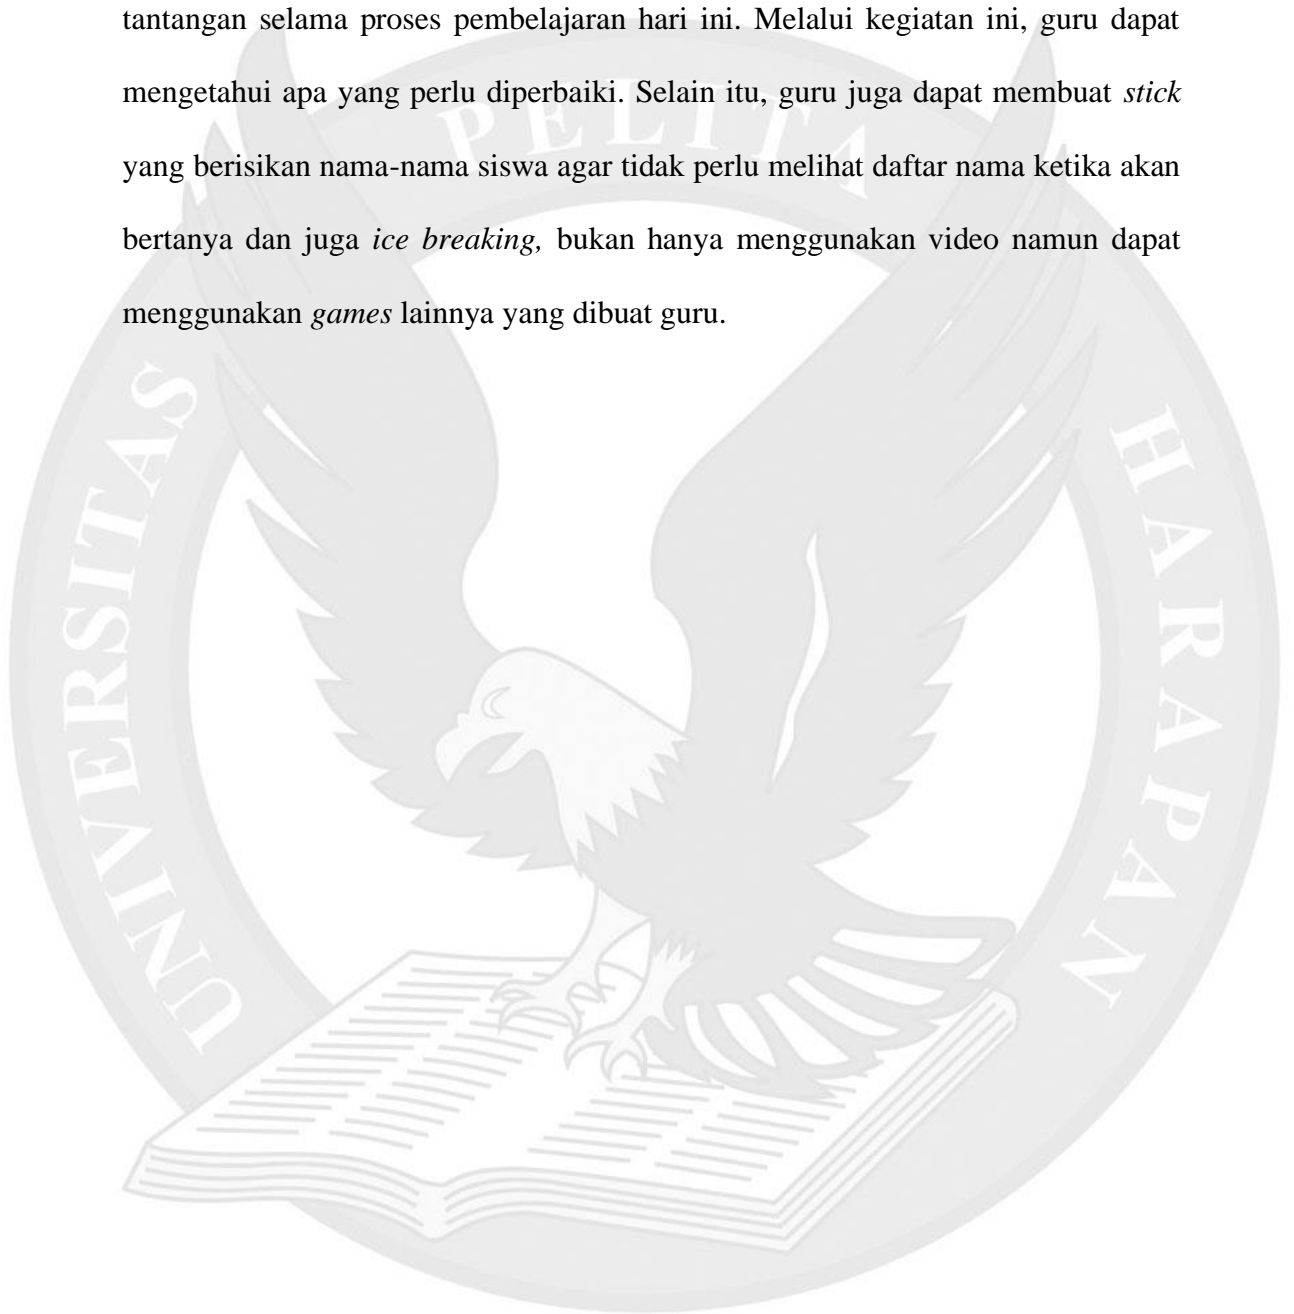 tantangan selama proses pembelajaran hari ini. Melalui kegiatan ini, guru dapat
mengetahui apa yang perlu diperbaiki. Selain itu, guru juga dapat membuat stick
yang berisikan nama-nama siswa agar tidak perlu melihat daftar nama ketika akan
bertanya dan juga ice breaking, bukan hanya menggunakan video namun dapat
menggunakan games lainnya yang dibuat guru.
UNIVERSITAS PELITA HARAPAN